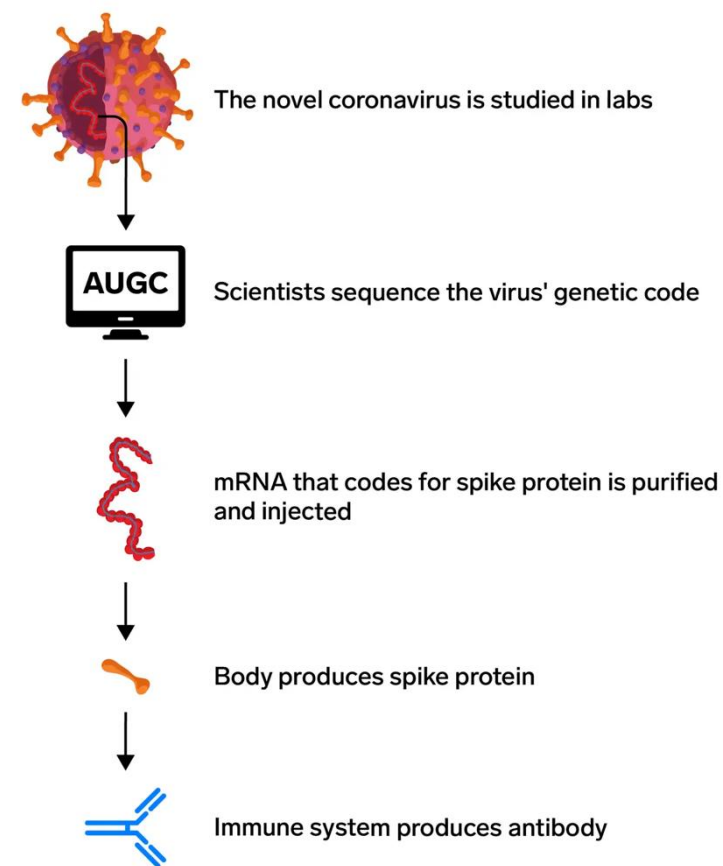 The novel coronavirus is studied in labs
AUGC
Scientists sequence the virus' genetic code
mRNA that codes for spike protein is purified
and injected
Body produces spike protein
Immune system produces antibody